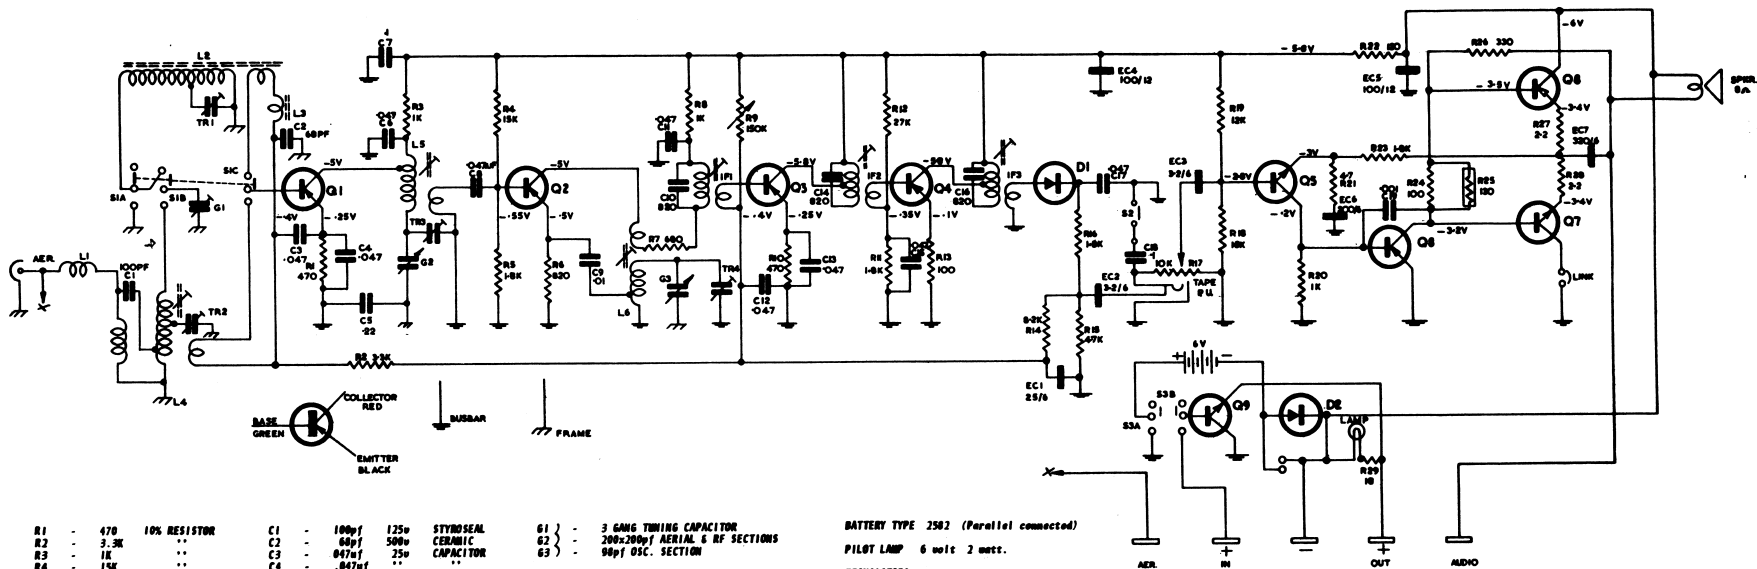 L2
C7
-6V
R26 330
-5·8V
R22 150
EC4
100/12
EC5
100/12
Q8
SPKR.
8Ω
-3·4V
R27
2·2
EC7
320/6
TR1
L3
C2
68PF
·047
C6
R3
1K
L5
R4
15K
·047
C11
R8
1K
R9
150K
R12
27K
R19
12K
S1C
S1A
S1B
G1
-5V
Q1
-·4V
-·25V
·047UF
C8
-5V
Q2
-·55V
-·5V
C10
820
IF1
-5·8V
Q3
-·4V
-·25V
C14
820
IF2
Q4
-·35V
-·1V
C16
820
IF3
D1
·047
C17
EC3
3·2/6
S2
Q5
-3V
-·2V
R23 1·8K
4·7
R21
EC6
·001
R24
100
R25
130
R28
2·2
-3·4V
Q7
-3·2V
LINK
R20
1K
AER.
L1
100PF
C1
TR2
L4
C3
·047
R1
470
C4
·047
C5
·22
TR3
G2
R5
1·8K
R6
820
C9
·01
R7 680
L6
G3
TR4
R10
470
C13
·047
C12
·047
R11
1·8K
R13
100
R16
1·8K
C18
·1
10K
R17
R18
TAPE
P.U.
EC2
3·2/6
8·2K
R14
R15
4·7K
EC1
25/6
R2 3·3K
COLLECTOR
RED
BASE
GREEN
EMITTER
BLACK
BUSBAR
FRAME
6V
+
−
S3A
S3B
Q9
D2
LAMP
R29
10
AER.
+
IN
−
+
OUT
AUDIO
R1 - 470 10% RESISTOR
R2 - 3.3K ''
R3 - 1K ''
R4 - 15K ''
C1 - 100pf 125v STYROSEAL
C2 - 68pf 500v CERAMIC
C3 - 047uf 25v CAPACITOR
C4 - .047uf '' ''
G1 ) - 3 GANG TUNING CAPACITOR
G2 ) - 200x200pf AERIAL & RF SECTIONS
G3 ) - 98pf OSC. SECTION
BATTERY TYPE 2582 (Parallel connected)
PILOT LAMP 6 volt 2 watt.